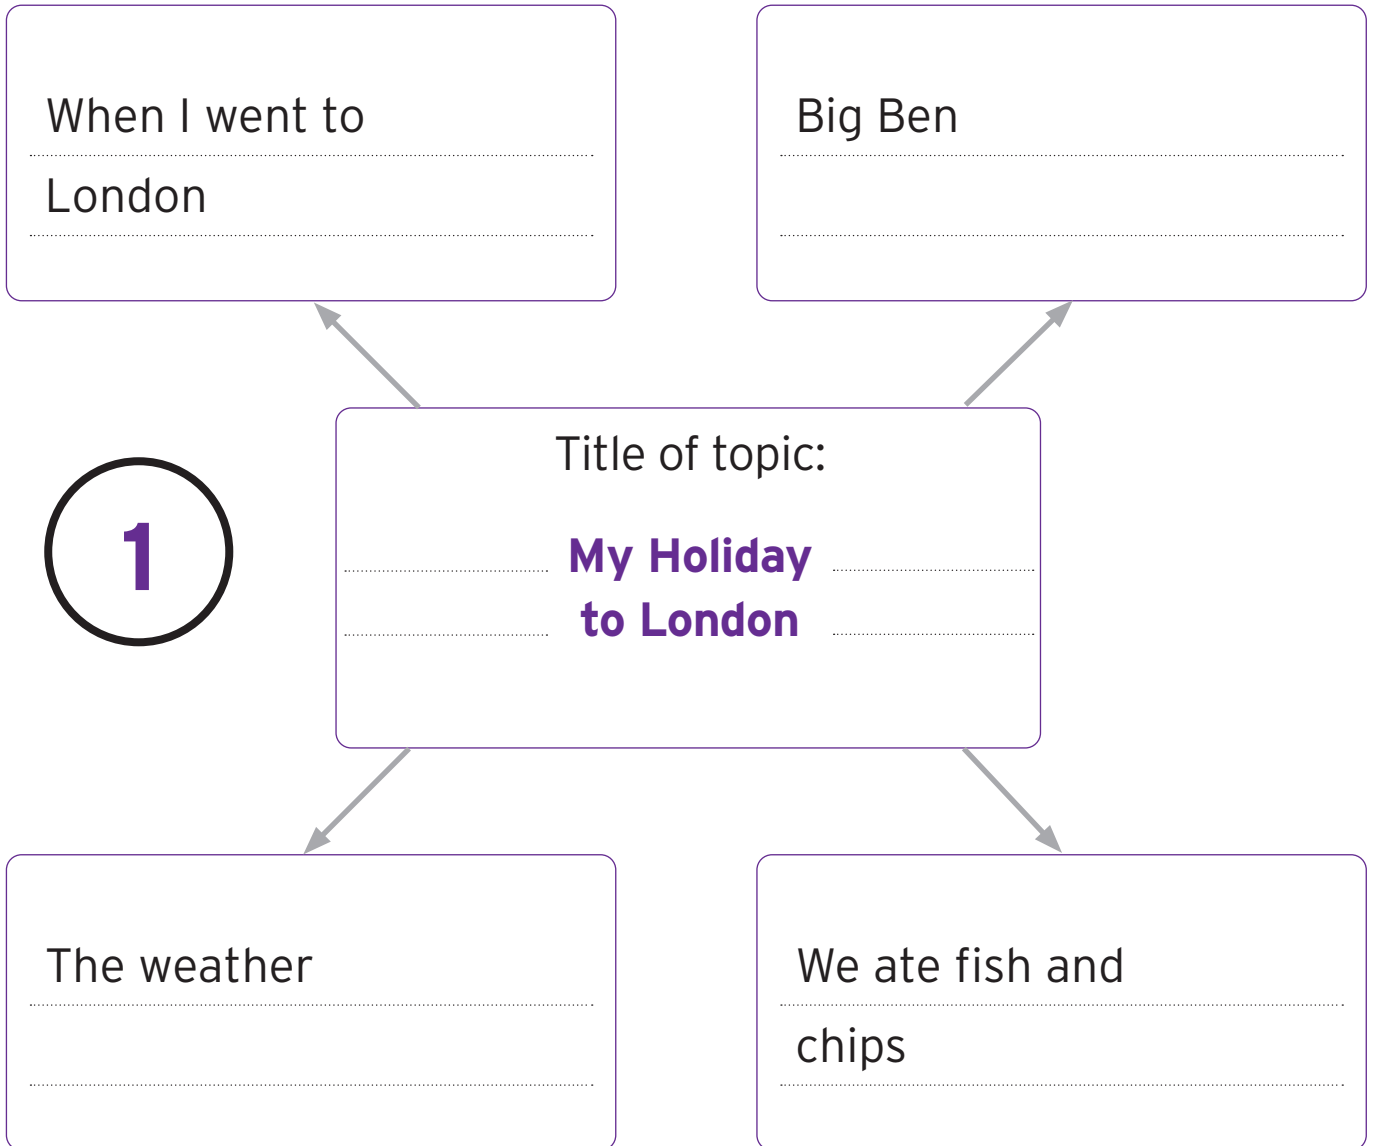 When I went to
London
Big Ben
Title of topic:
1
My Holiday
to London
The weather
We ate fish and
chips